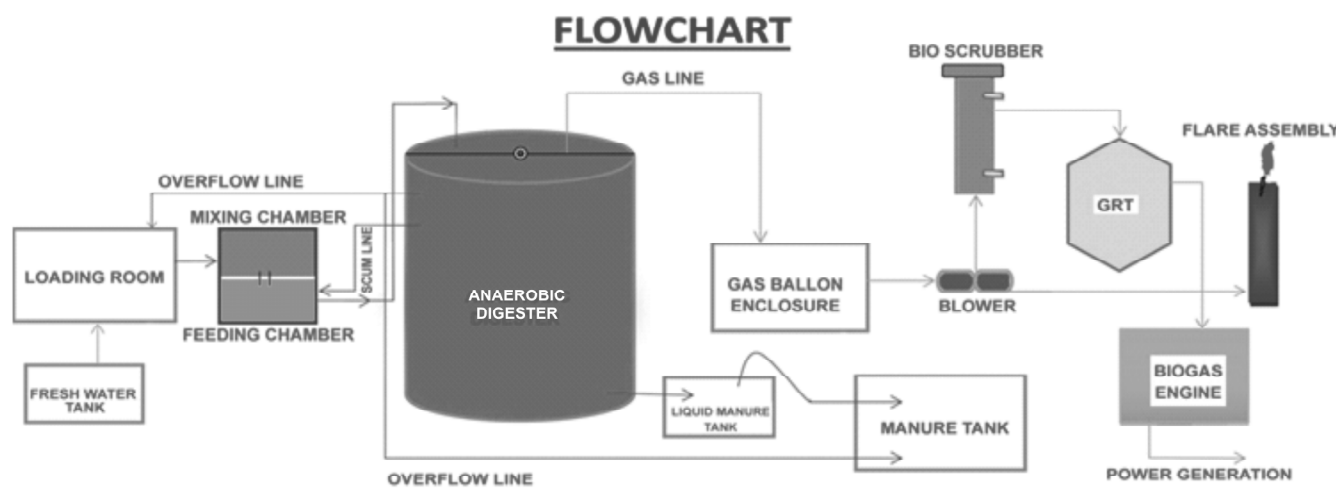 FLOWCHART
BIO SCRUBBER
GAS LINE
FLARE ASSEMBLY
OVERFLOW LINE
MIXING CHAMBER
GRT
SCUM LNE
LOADING ROOM
GAS BALLON
ENCLOSURE
ANAEROBIC
DIGESTER
BLOWER
FEEDING CHAMBER
BIOGAS
ENGINE
FRESH WATER
TANK
LIQUID MANURE
TANK
MANURE TANK
OVERFLOW LINE
POWER GENERATION